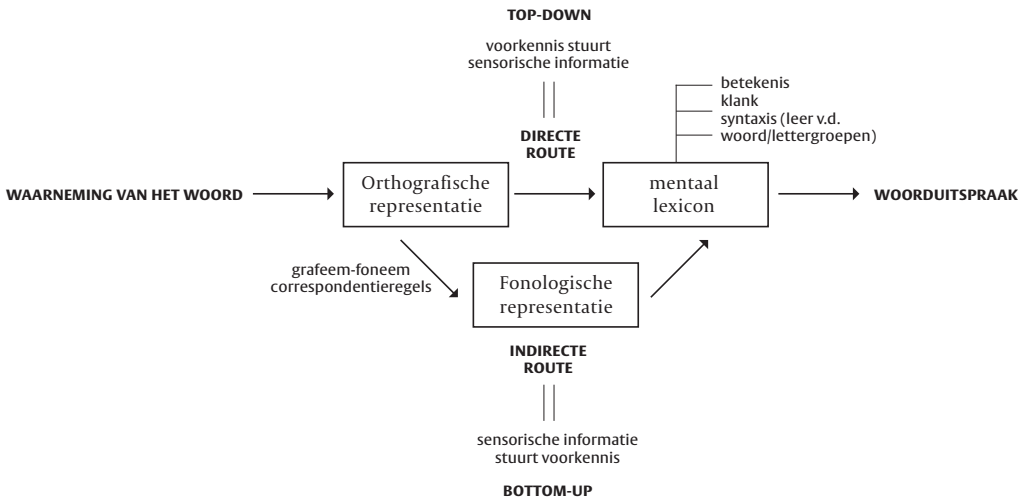 TOP-DOWN
voorkennis stuurt
sensorische informatie
betekenis
klank
syntaxis (leer v.d.
woord/lettergroepen)
DIRECTE
ROUTE
WAARNEMING VAN HET WOORD
Orthografische
representatie
mentaal
lexicon
WOORDUITSPRAAK
grafeem-foneem
correspondentieregels
Fonologische
representatie
INDIRECTE
ROUTE
sensorische informatie
stuurt voorkennis
BOTTOM-UP